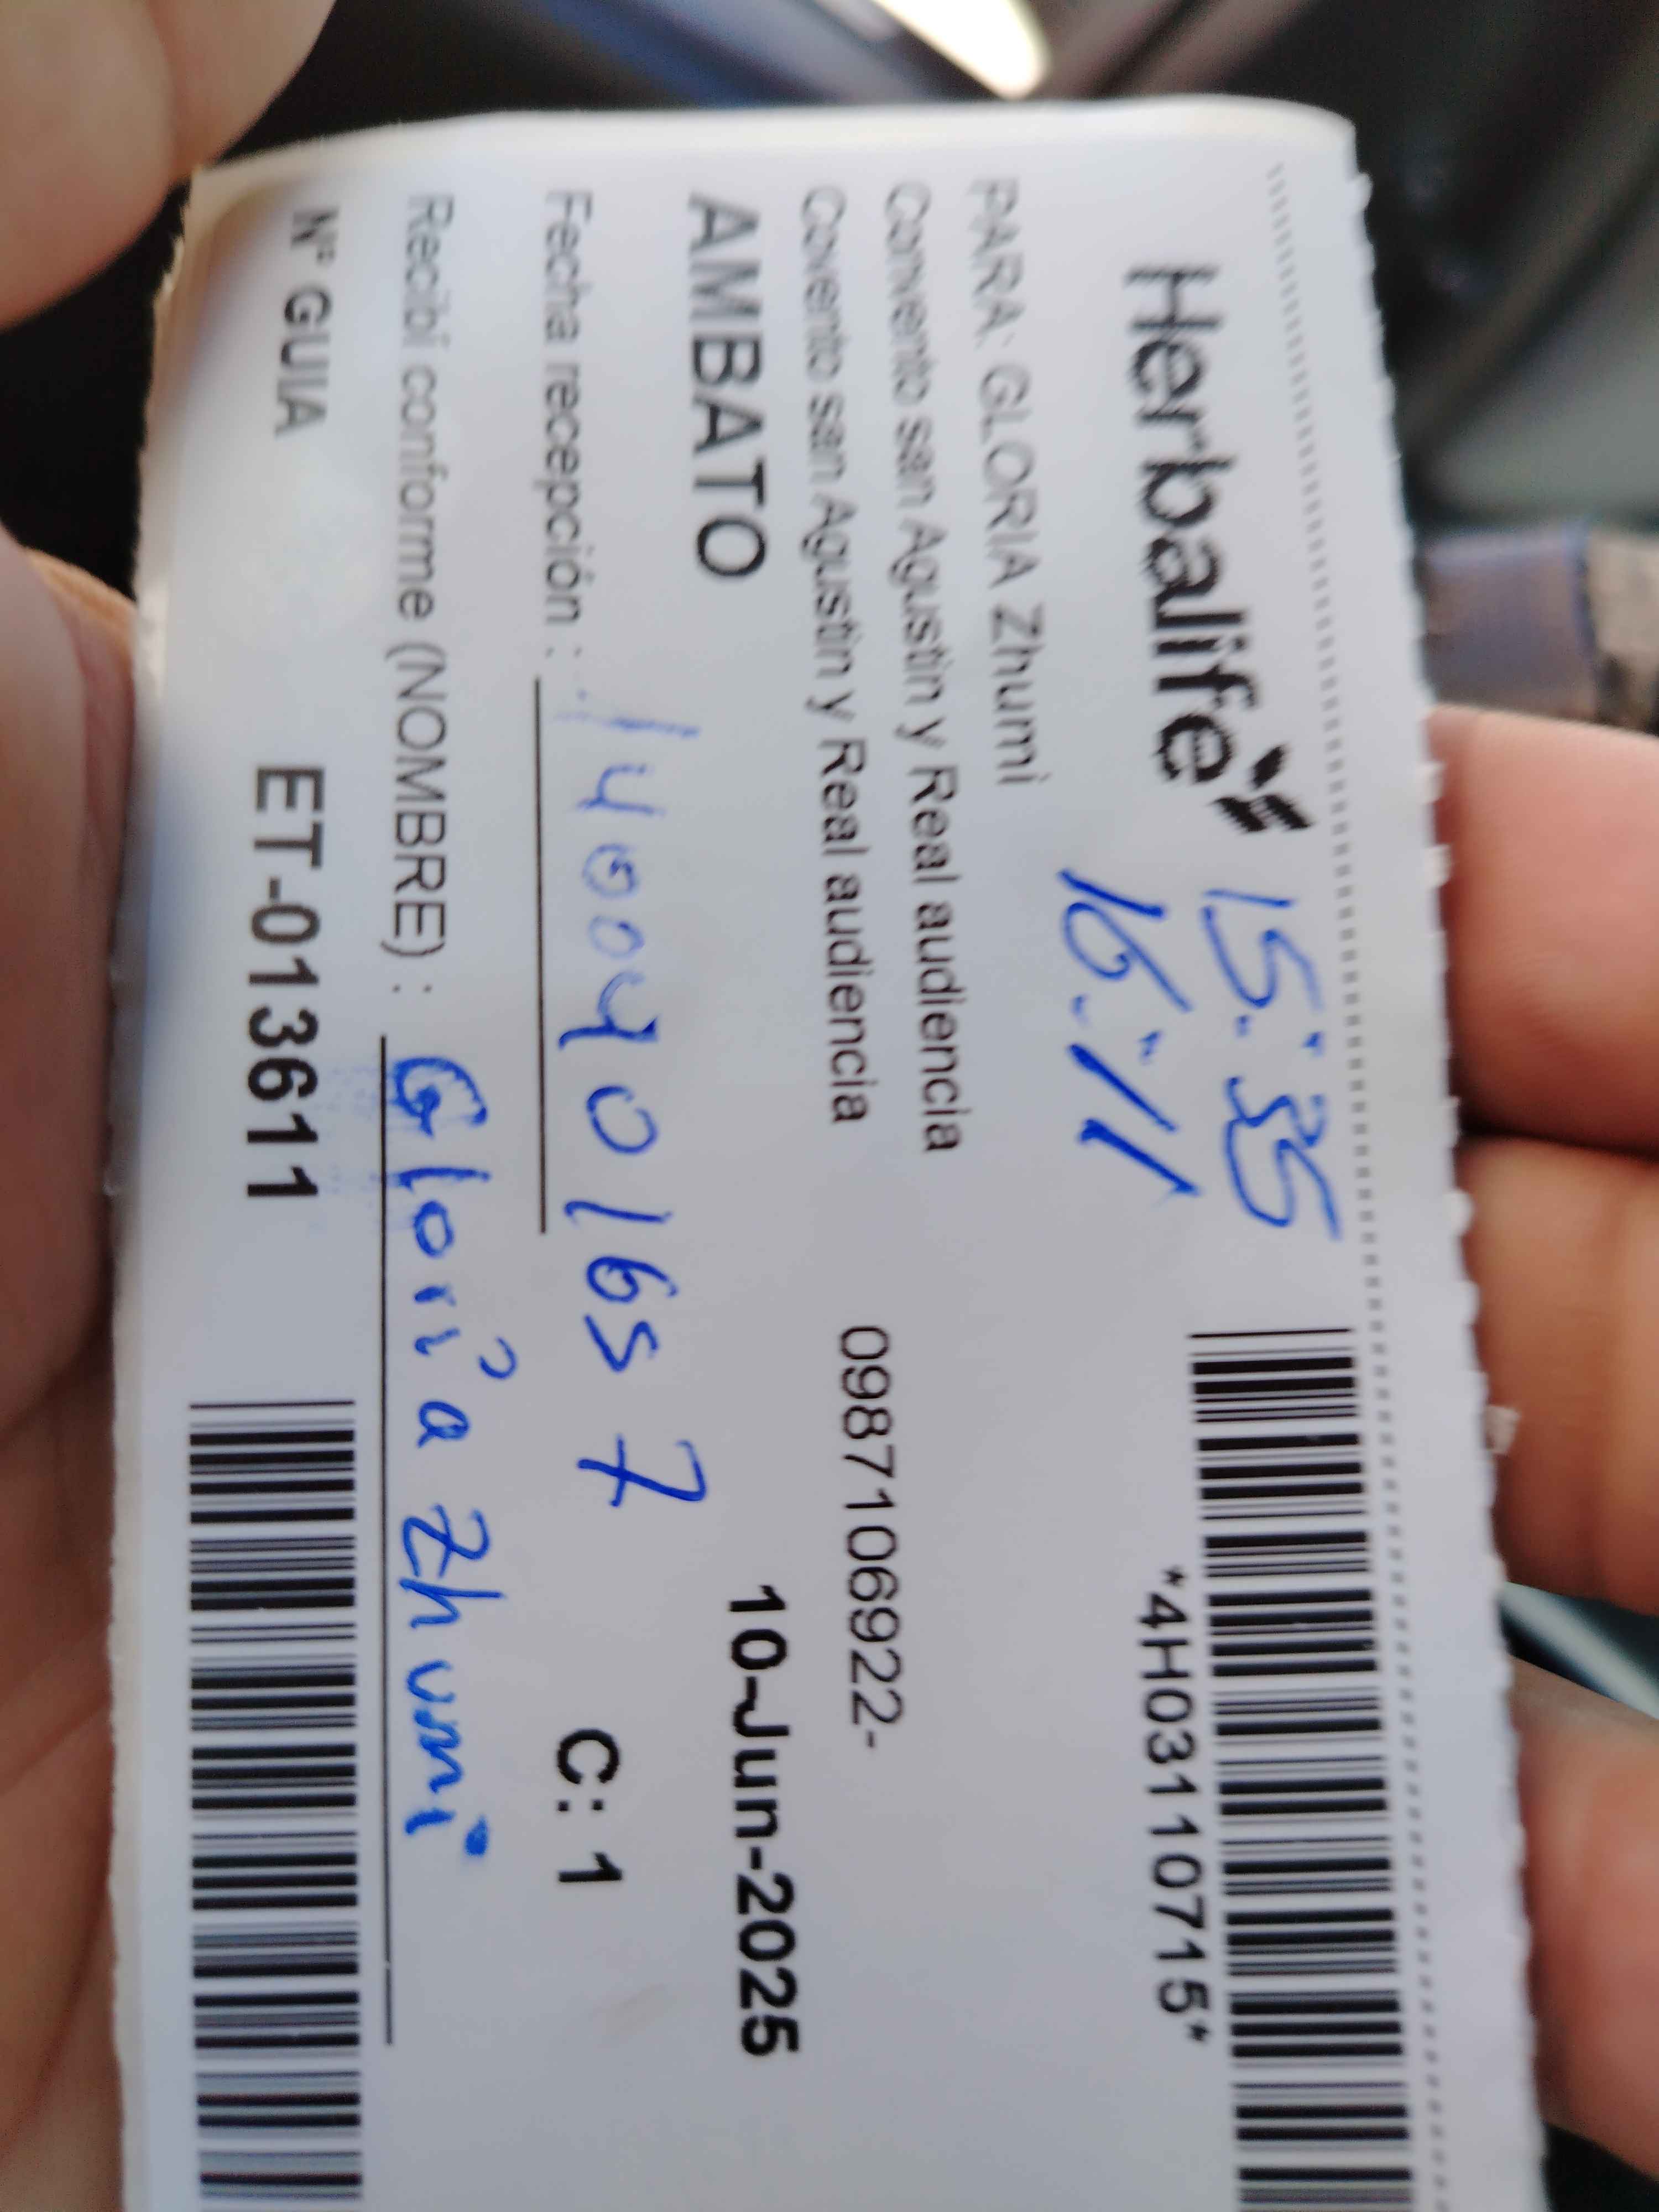 Herbalife 15:35
16:11
*4H03110715*
PARA: GLORIA Zhumi
Convento san Agustin y Real audiencia
Convento san Agustin y Real audiencia 0987106922-
AMBATO 10-Jun-2025
Fecha recepción : 1400401657 C: 1
Recibí conforme (NOMBRE) : Gloria Zhumi
N° GUIA ET-013611